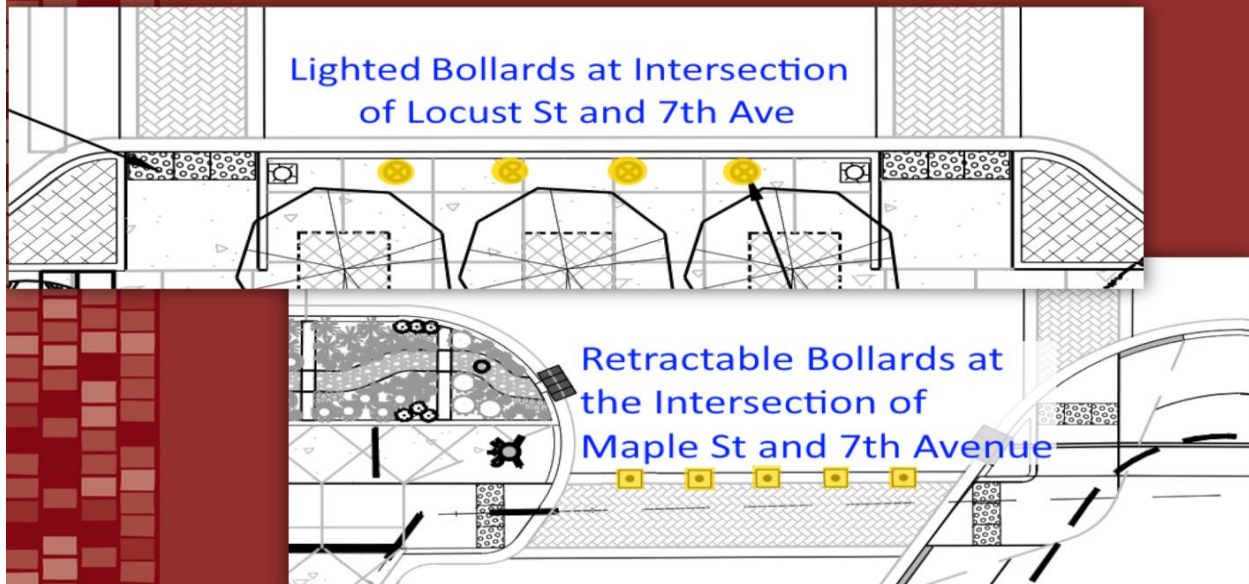 Lighted Bollards at Intersection
of Locust St and 7th Ave
Retractable Bollards at
the Intersection of
Maple St and 7th Avenue